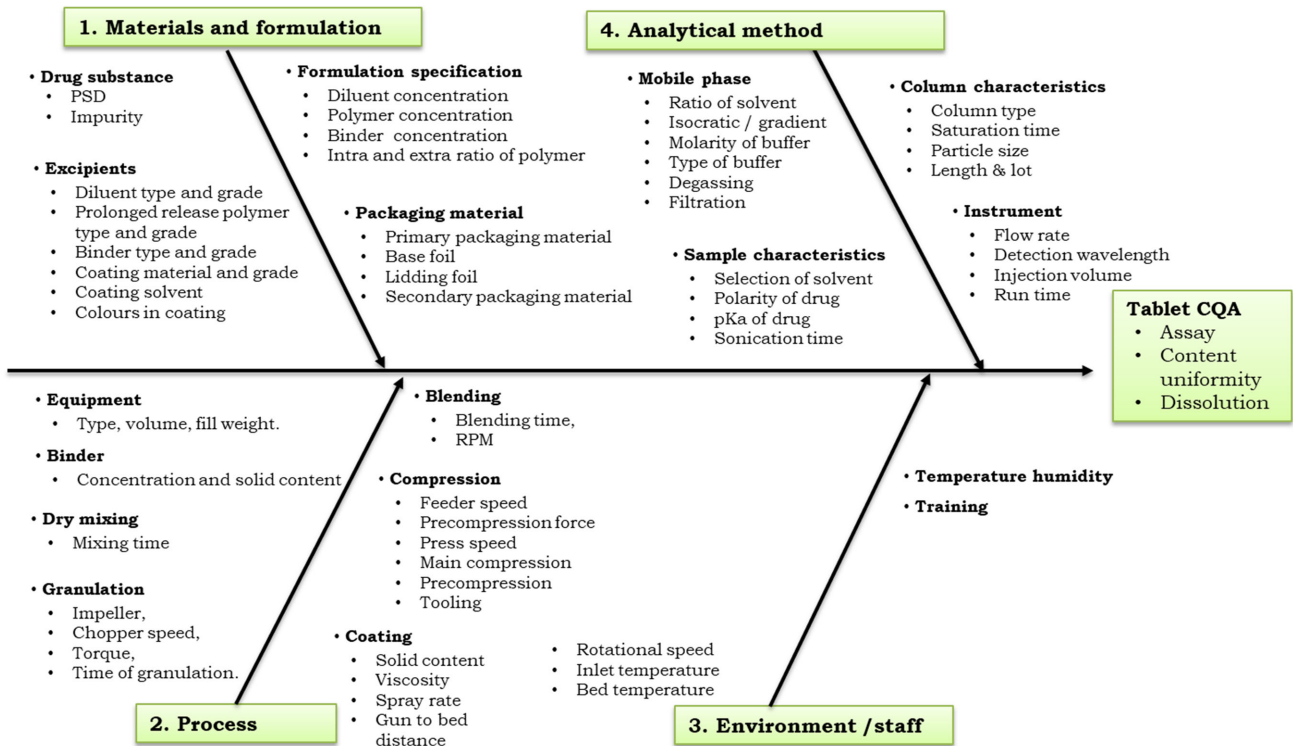 1. Materials and formulation
• Drug substance
• PSD
• Impurity
• Excipients
• Diluent type and grade
• Prolonged release polymer
type and grade
• Binder type and grade
• Coating material and grade
• Coating solvent
• Colours in coating
• Formulation specification
• Diluent concentration
• Polymer concentration
• Binder concentration
• Intra and extra ratio of polymer
• Packaging material
• Primary packaging material
• Base foil
• Lidding foil
• Secondary packaging material
4. Analytical method
• Mobile phase
• Ratio of solvent
• Isocratic / gradient
• Molarity of buffer
• Type of buffer
• Degassing
• Filtration
• Sample characteristics
• Selection of solvent
• Polarity of drug
• pKa of drug
• Sonication time
• Column characteristics
• Column type
• Saturation time
• Particle size
• Length & lot
• Instrument
• Flow rate
• Detection wavelength
• Injection volume
• Run time
Tablet CQA
• Assay
• Content
uniformity
• Dissolution
• Equipment
• Type, volume, fill weight.
• Binder
• Concentration and solid content
• Dry mixing
• Mixing time
• Granulation
• Impeller,
• Chopper speed,
• Torque,
• Time of granulation.
2. Process
• Blending
• Blending time,
• RPM
• Compression
• Feeder speed
• Precompression force
• Press speed
• Main compression
• Precompression
• Tooling
• Coating
• Solid content
• Viscosity
• Spray rate
• Gun to bed
distance
• Rotational speed
• Inlet temperature
• Bed temperature
• Temperature humidity
• Training
3. Environment /staff